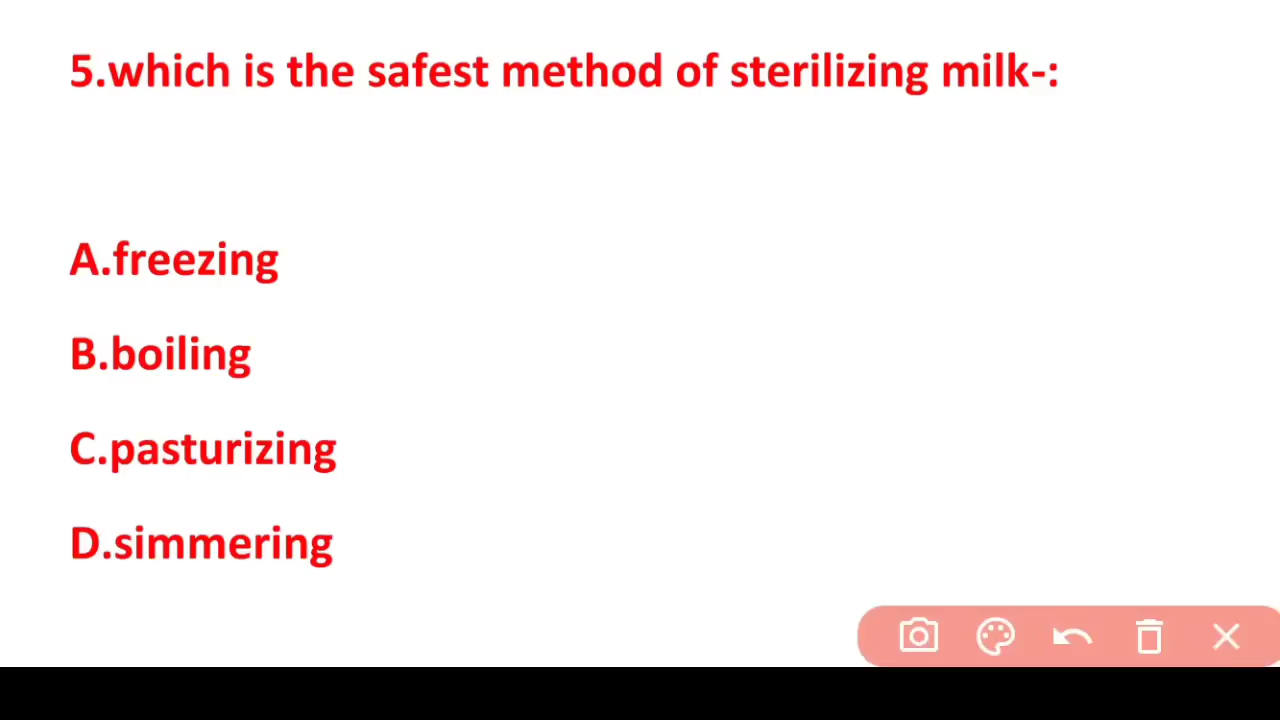 5.which is the safest method of sterilizing milk-:
A.freezing
B.boiling
C.pasturizing
D.simmering